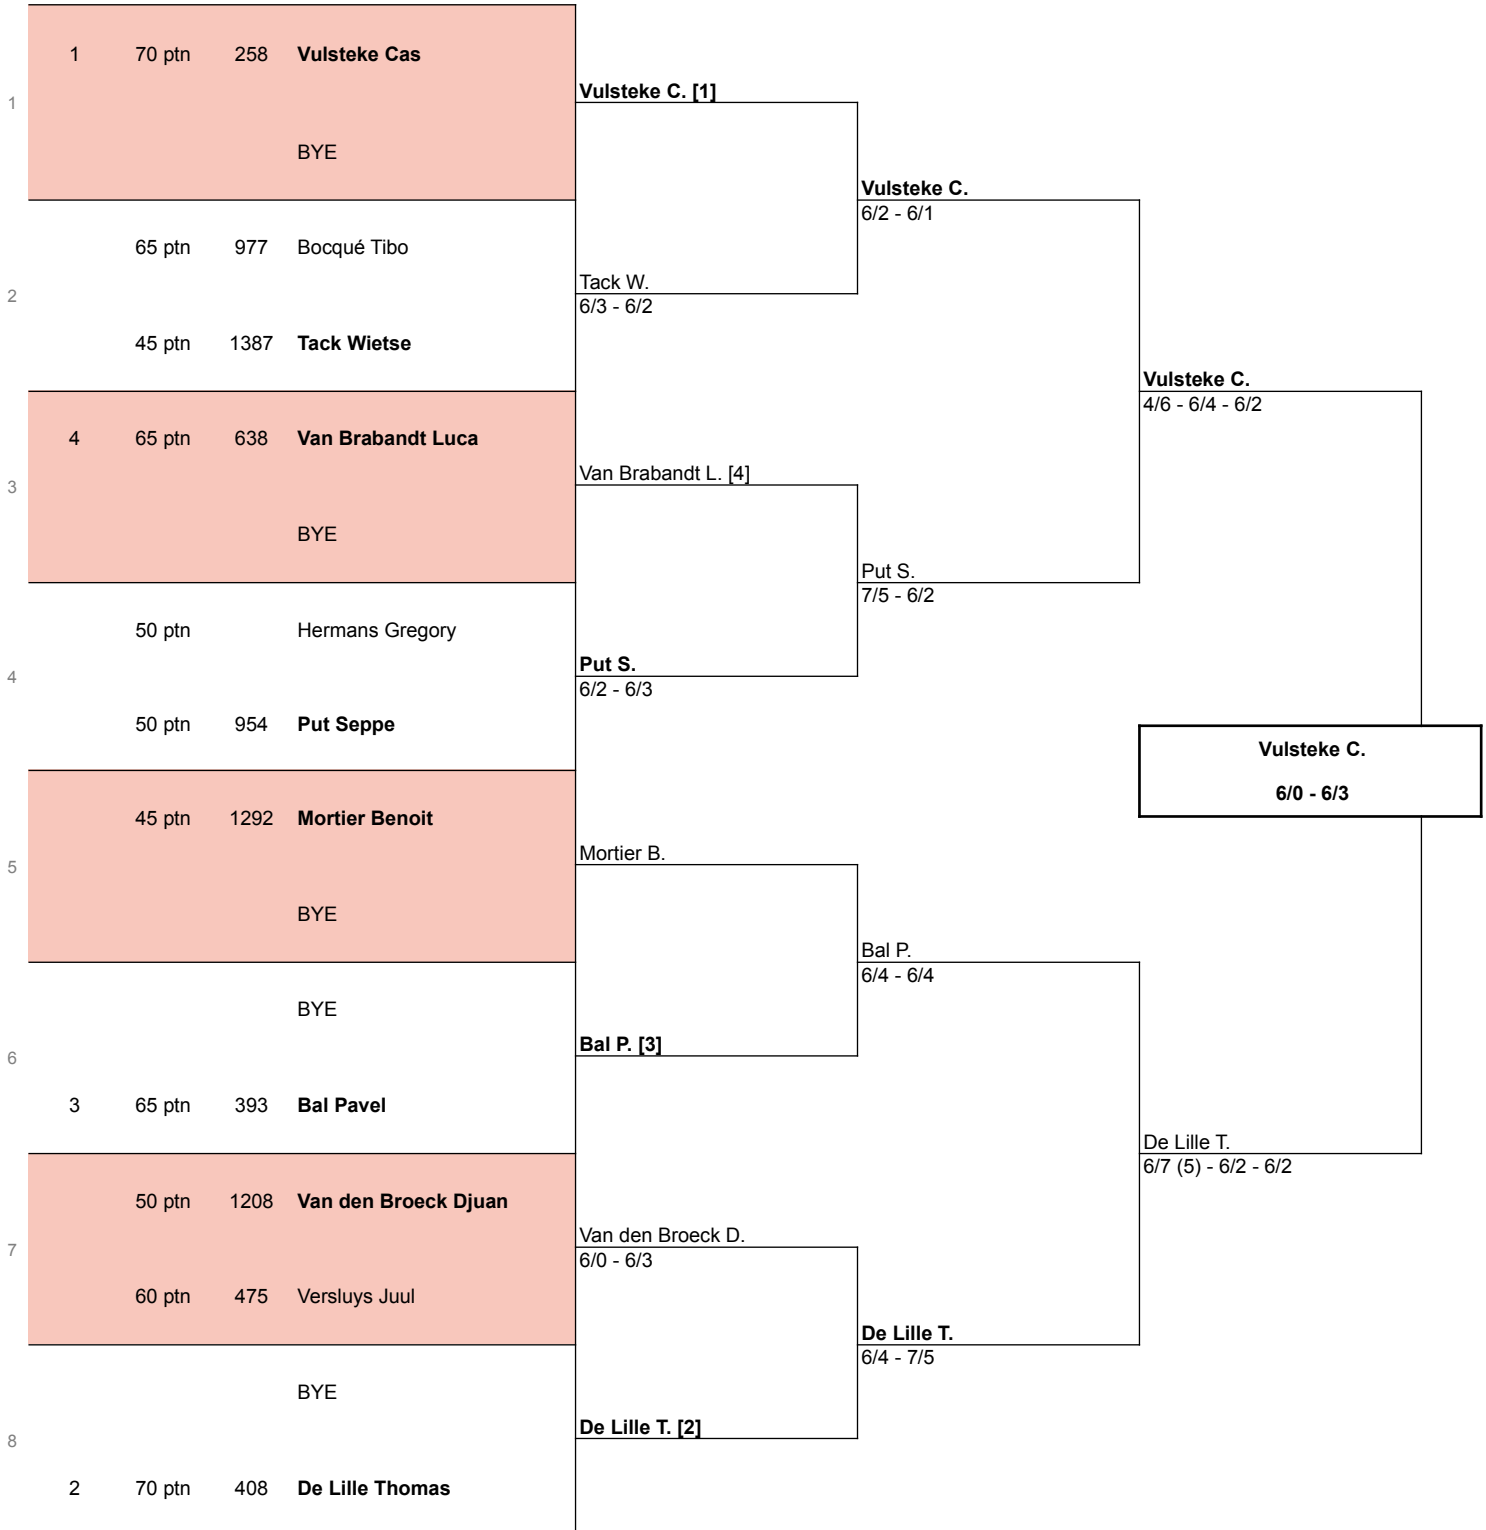 1 70 ptn 258 Vulsteke Cas
Vulsteke C. [1]
1
BYE
Vulsteke C.
6/2 - 6/1
65 ptn 977 Bocqué Tibo
Tack W.
2
6/3 - 6/2
45 ptn 1387 Tack Wietse
Vulsteke C.
4/6 - 6/4 - 6/2
4 65 ptn 638 Van Brabandt Luca
Van Brabandt L. [4]
3
BYE
Put S.
7/5 - 6/2
50 ptn Hermans Gregory
Put S.
4
6/2 - 6/3
50 ptn 954 Put Seppe
Vulsteke C.
6/0 - 6/3
45 ptn 1292 Mortier Benoit
Mortier B.
5
BYE
Bal P.
6/4 - 6/4
BYE
Bal P. [3]
6
3 65 ptn 393 Bal Pavel
De Lille T.
6/7 (5) - 6/2 - 6/2
50 ptn 1208 Van den Broeck Djuan
Van den Broeck D.
7
6/0 - 6/3
60 ptn 475 Versluys Juul
De Lille T.
6/4 - 7/5
BYE
De Lille T. [2]
8
2 70 ptn 408 De Lille Thomas